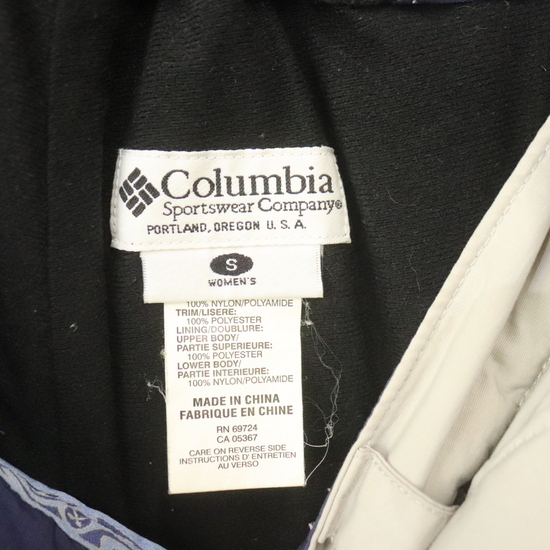 Columbia
Sportswear Company®
PORTLAND, OREGON U.S.A.
S
WOMEN'S
100% NYLON/POLYAMIDE
TRIM/LISERE:
100% POLYESTER
LINING/DOUBLURE:
UPPER BODY/
PARTIE SUPERIEURE:
100% POLYESTER
LOWER BODY/
PARTIE INTERIEURE:
100% NYLON/POLYAMIDE
MADE IN CHINA
FABRIQUE EN CHINE
RN 69724
CA 05367
CARE ON REVERSE SIDE
INSTRUCTIONS D'ENTRETIEN
AU VERSO